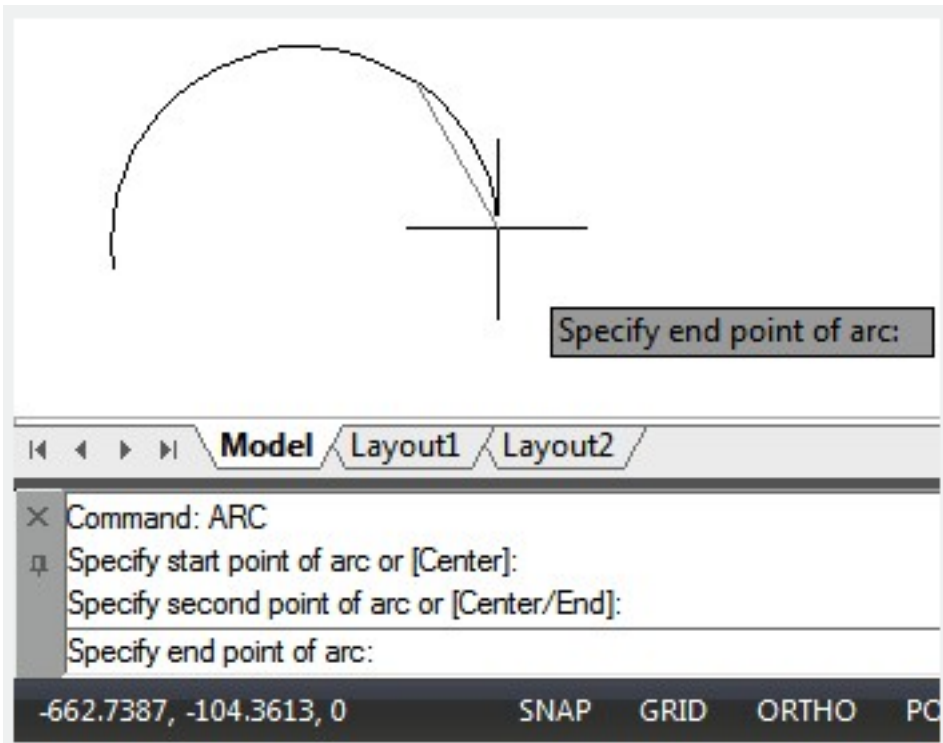 Specify end point of arc:
Model Layout1 Layout2
Command: ARC
Specify start point of arc or [Center]:
Specify second point of arc or [Center/End]:
Specify end point of arc:
-662.7387, -104.3613, 0 SNAP GRID ORTHO